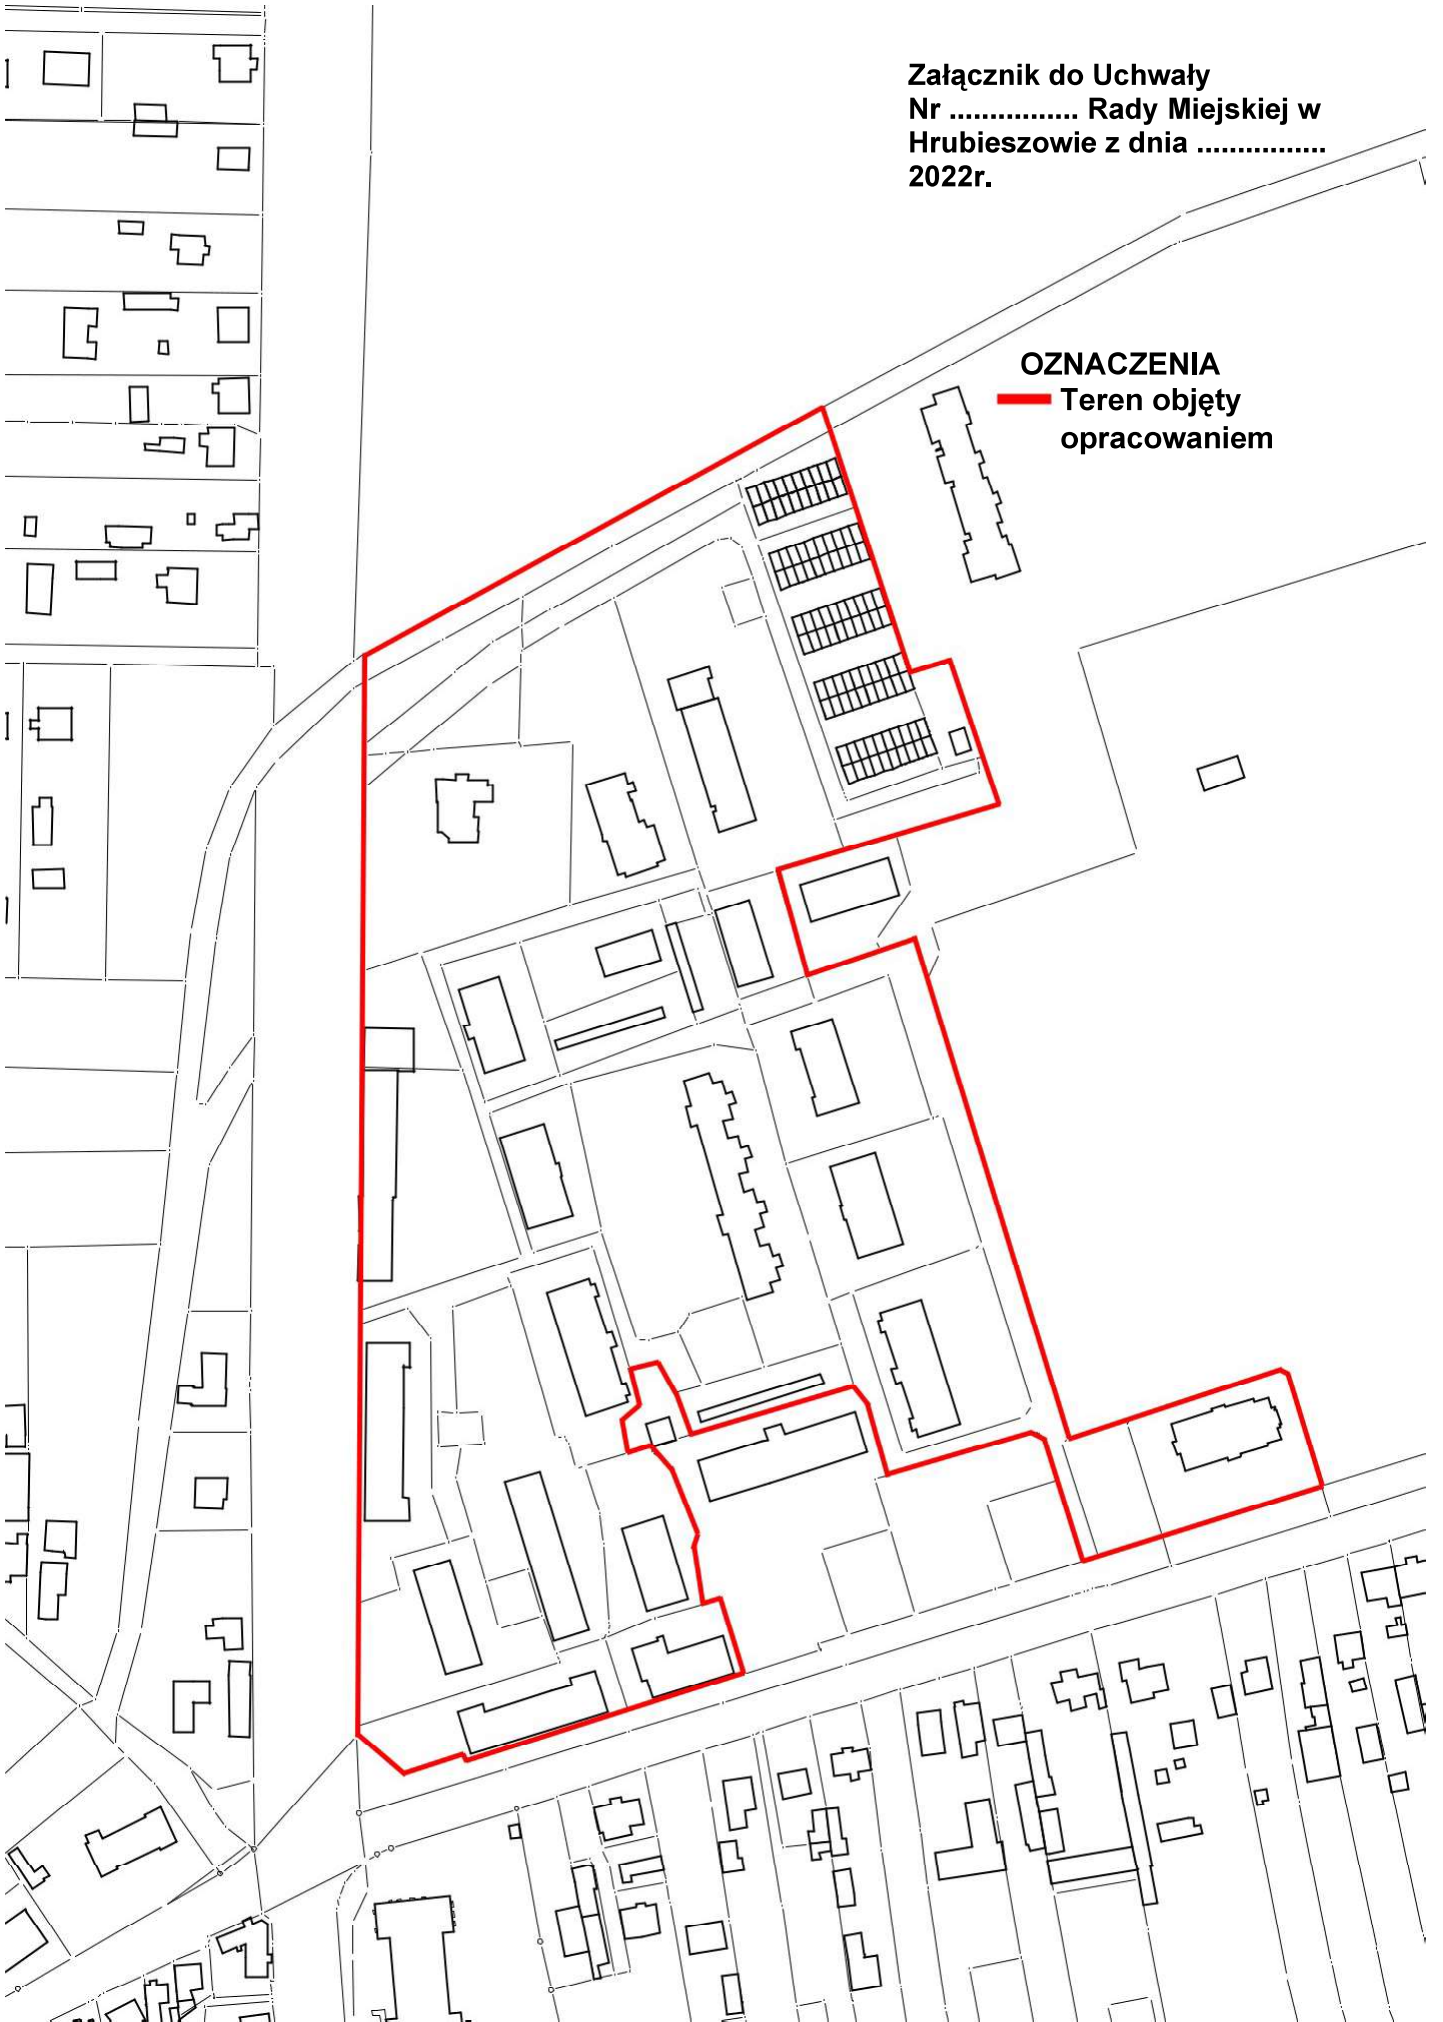 Załącznik do Uchwały
Nr ................ Rady Miejskiej w
Hrubieszowie z dnia ................
2022r.
OZNACZENIA
Teren objęty
opracowaniem